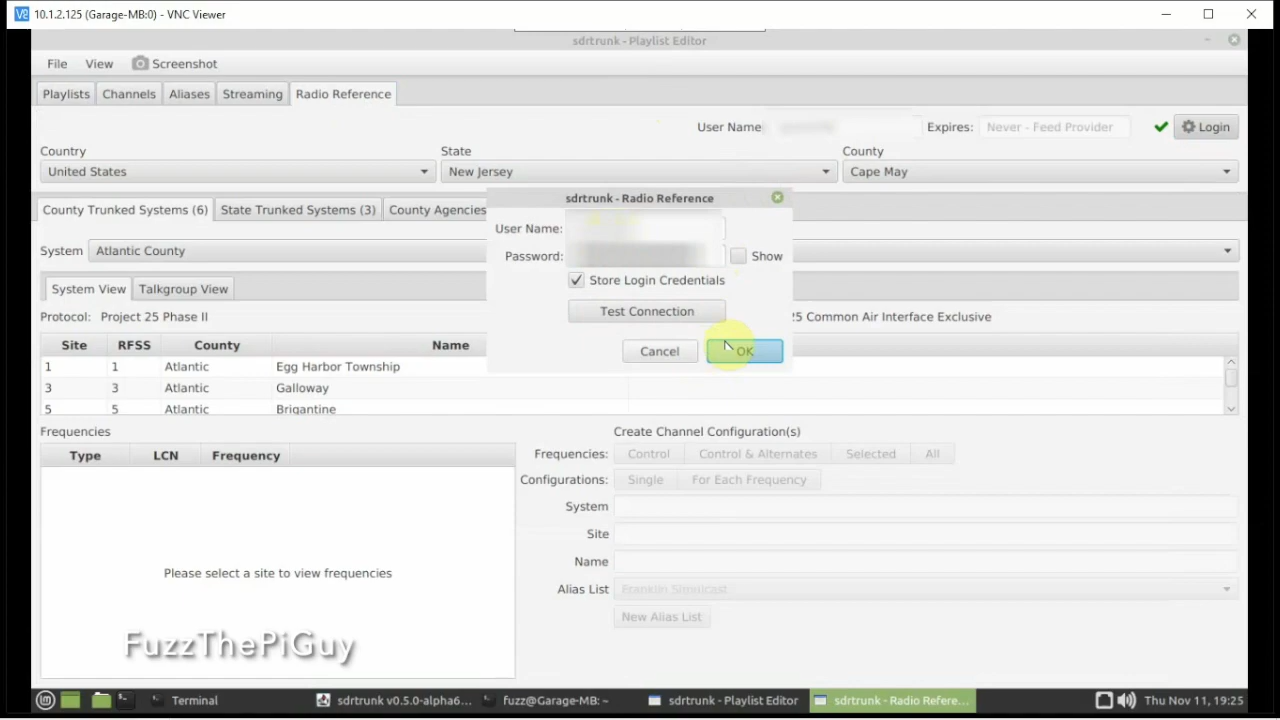 10.1.2.125 (Garage-MB:0) - VNC Viewer
sdrtrunk - Playlist Editor
File View Screenshot
Playlists Channels Aliases Streaming Radio Reference
User Name: Expires: Never - Feed Provider Login
Country State County
United States New Jersey Cape May
sdrtrunk - Radio Reference
County Trunked Systems (6) State Trunked Systems (3) County Agencies
User Name:
System Atlantic County
Password: Show
Store Login Credentials
System View Talkgroup View
Test Connection
Protocol: Project 25 Phase II 25 Common Air Interface Exclusive
Site RFSS County Name
Cancel OK
1 1 Atlantic Egg Harbor Township
3 3 Atlantic Galloway
5 5 Atlantic Brigantine
Frequencies Create Channel Configuration(s)
Type LCN Frequency
Frequencies: Control Control & Alternates Selected All
Configurations: Single For Each Frequency
System
Site
Name
Please select a site to view frequencies
Alias List Franklin Simulcast
New Alias List
FuzzThePiGuy
Terminal sdrtrunk v0.5.0-alpha6... fuzz@Garage-MB: ~ sdrtrunk - Playlist Editor sdrtrunk - Radio Refere... Thu Nov 11, 19:25